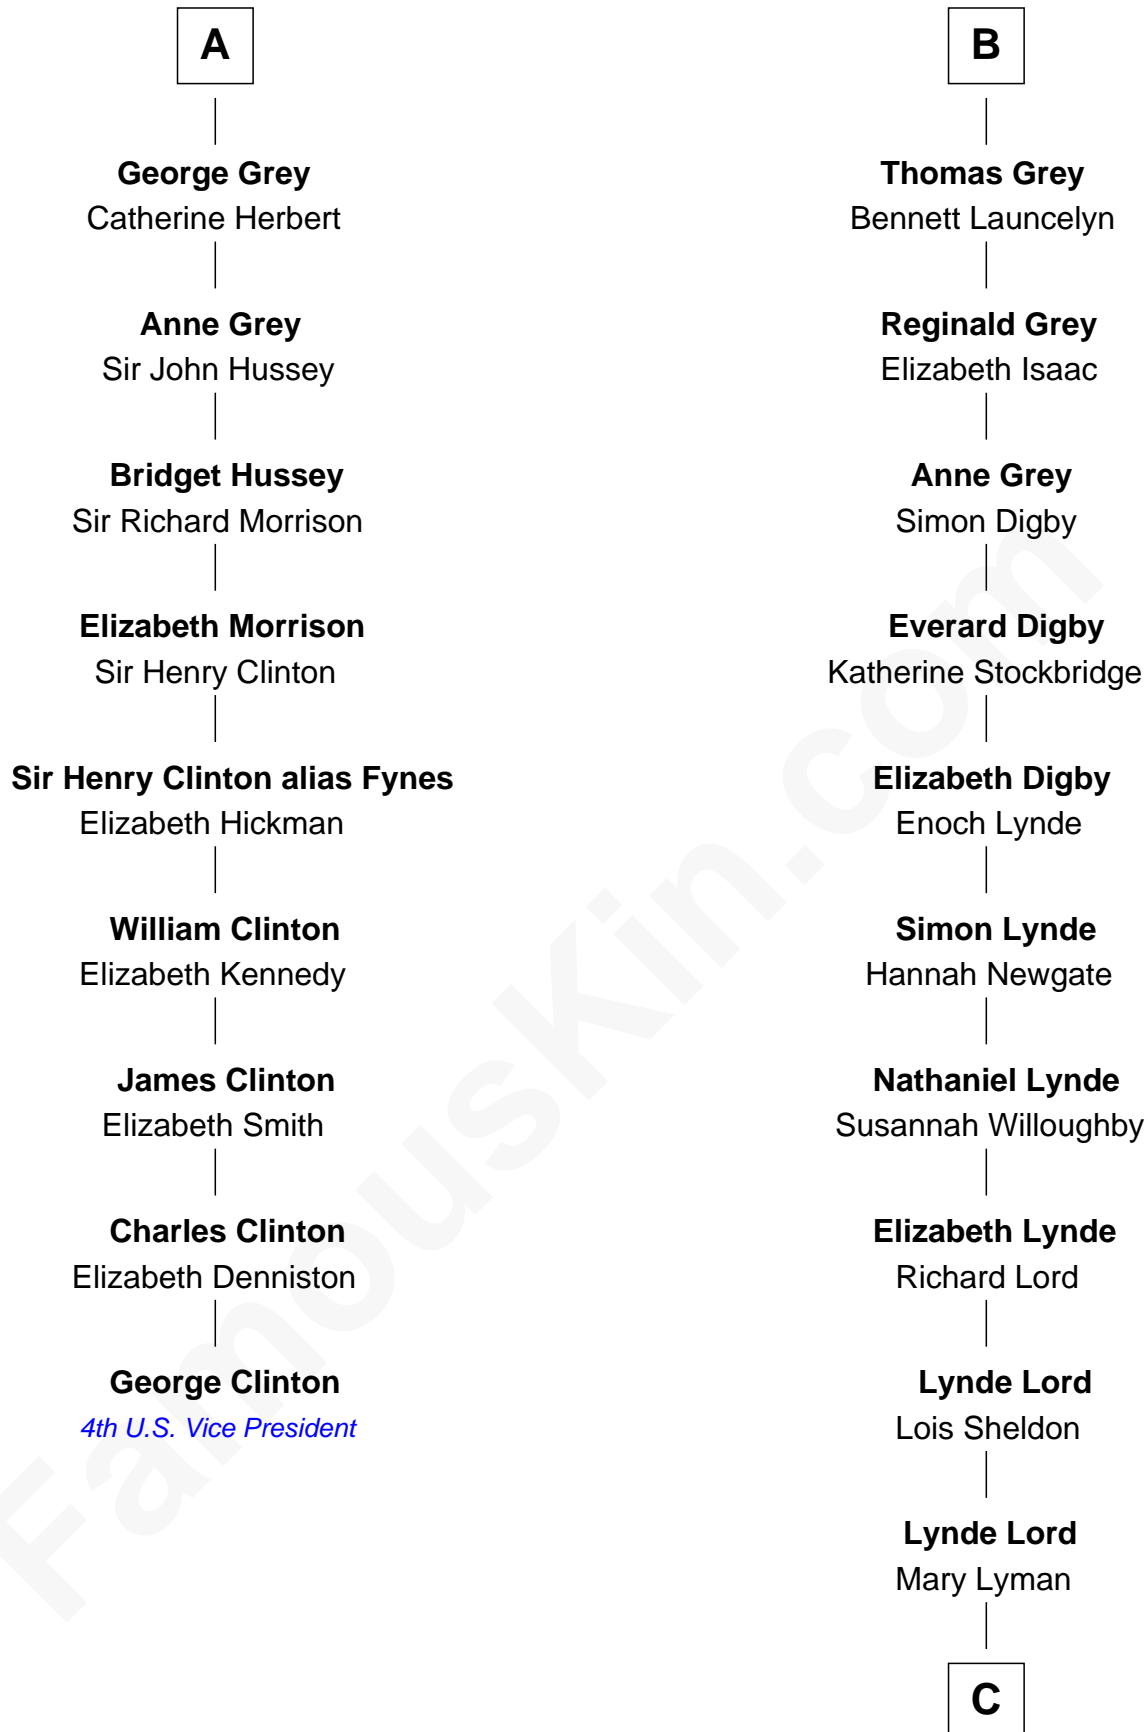 A
George Grey
Catherine Herbert
Anne Grey
Sir John Hussey
Bridget Hussey
Sir Richard Morrison
Elizabeth Morrison
Sir Henry Clinton
Sir Henry Clinton alias Fynes
Elizabeth Hickman
William Clinton
Elizabeth Kennedy
James Clinton
Elizabeth Smith
Charles Clinton
Elizabeth Denniston
George Clinton
4th U.S. Vice President
B
Thomas Grey
Bennett Launcelyn
Reginald Grey
Elizabeth Isaac
Anne Grey
Simon Digby
Everard Digby
Katherine Stockbridge
Elizabeth Digby
Enoch Lynde
Simon Lynde
Hannah Newgate
Nathaniel Lynde
Susannah Willoughby
Elizabeth Lynde
Richard Lord
Lynde Lord
Lois Sheldon
Lynde Lord
Mary Lyman
C
FamousKin.com